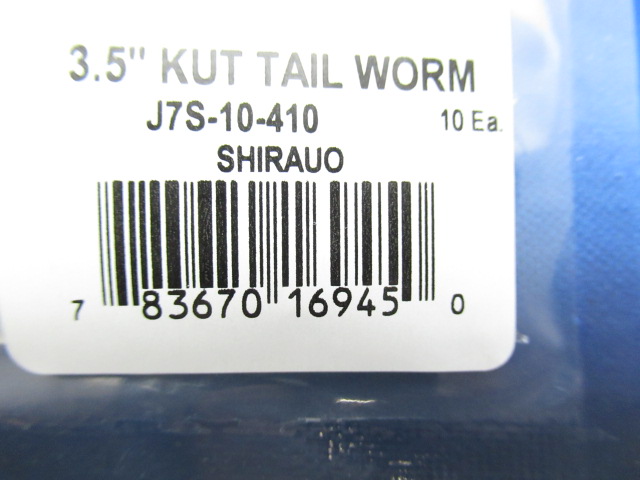 3.5" KUT TAIL WORM
J7S-10-410 10 Ea.
SHIRAUO
7 83670 16945 0